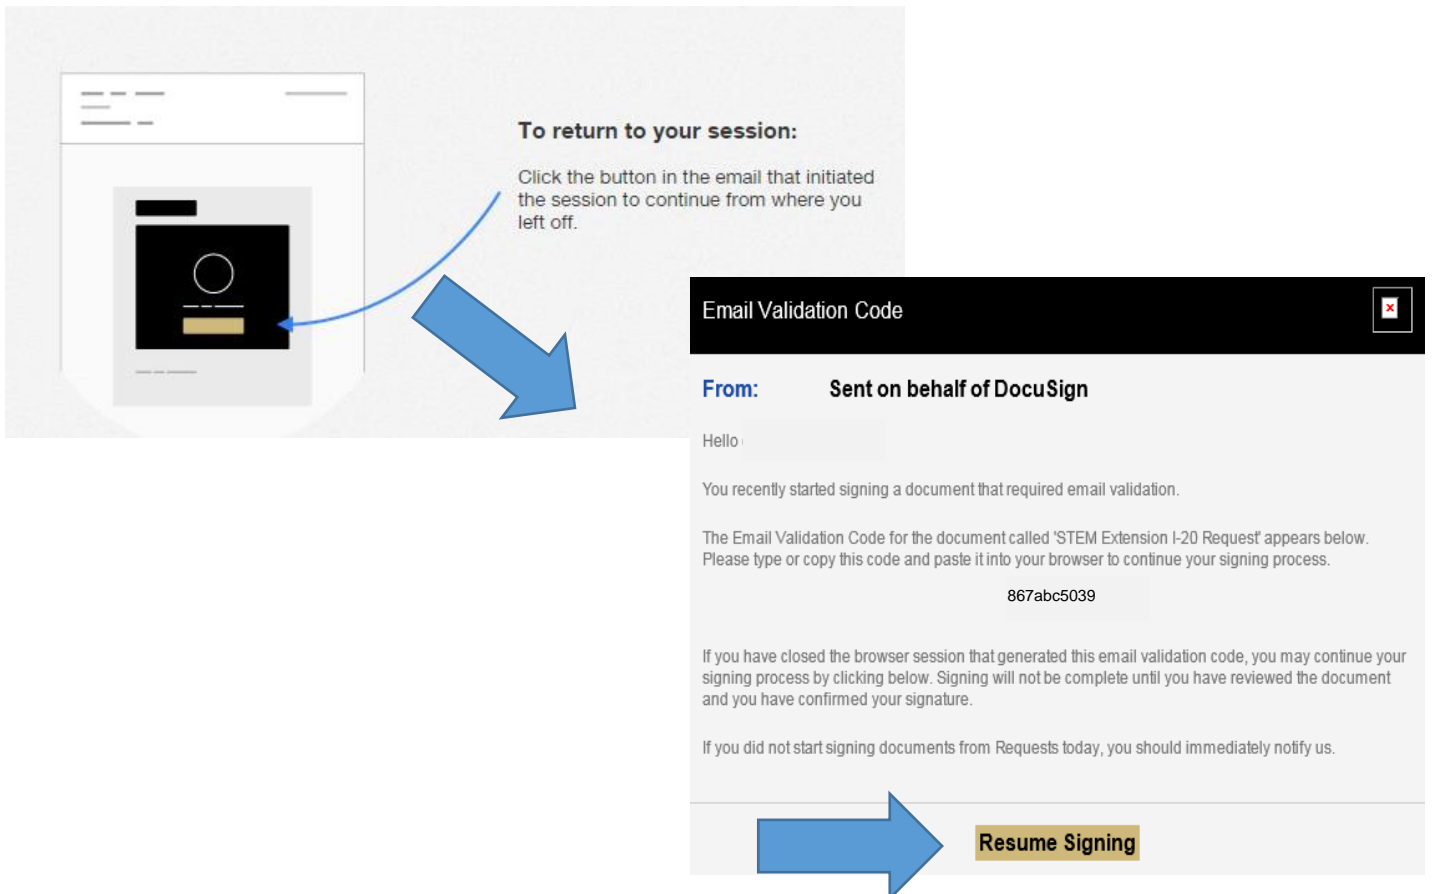 To return to your session:
Click the button in the email that initiated
the session to continue from where you
left off.
Email Validation Code
From: Sent on behalf of DocuSign
Hello
You recently started signing a document that required email validation.
The Email Validation Code for the document called 'STEM Extension I-20 Request' appears below.
Please type or copy this code and paste it into your browser to continue your signing process.
867abc5039
If you have closed the browser session that generated this email validation code, you may continue your
signing process by clicking below. Signing will not be complete until you have reviewed the document
and you have confirmed your signature.
If you did not start signing documents from Requests today, you should immediately notify us.
Resume Signing